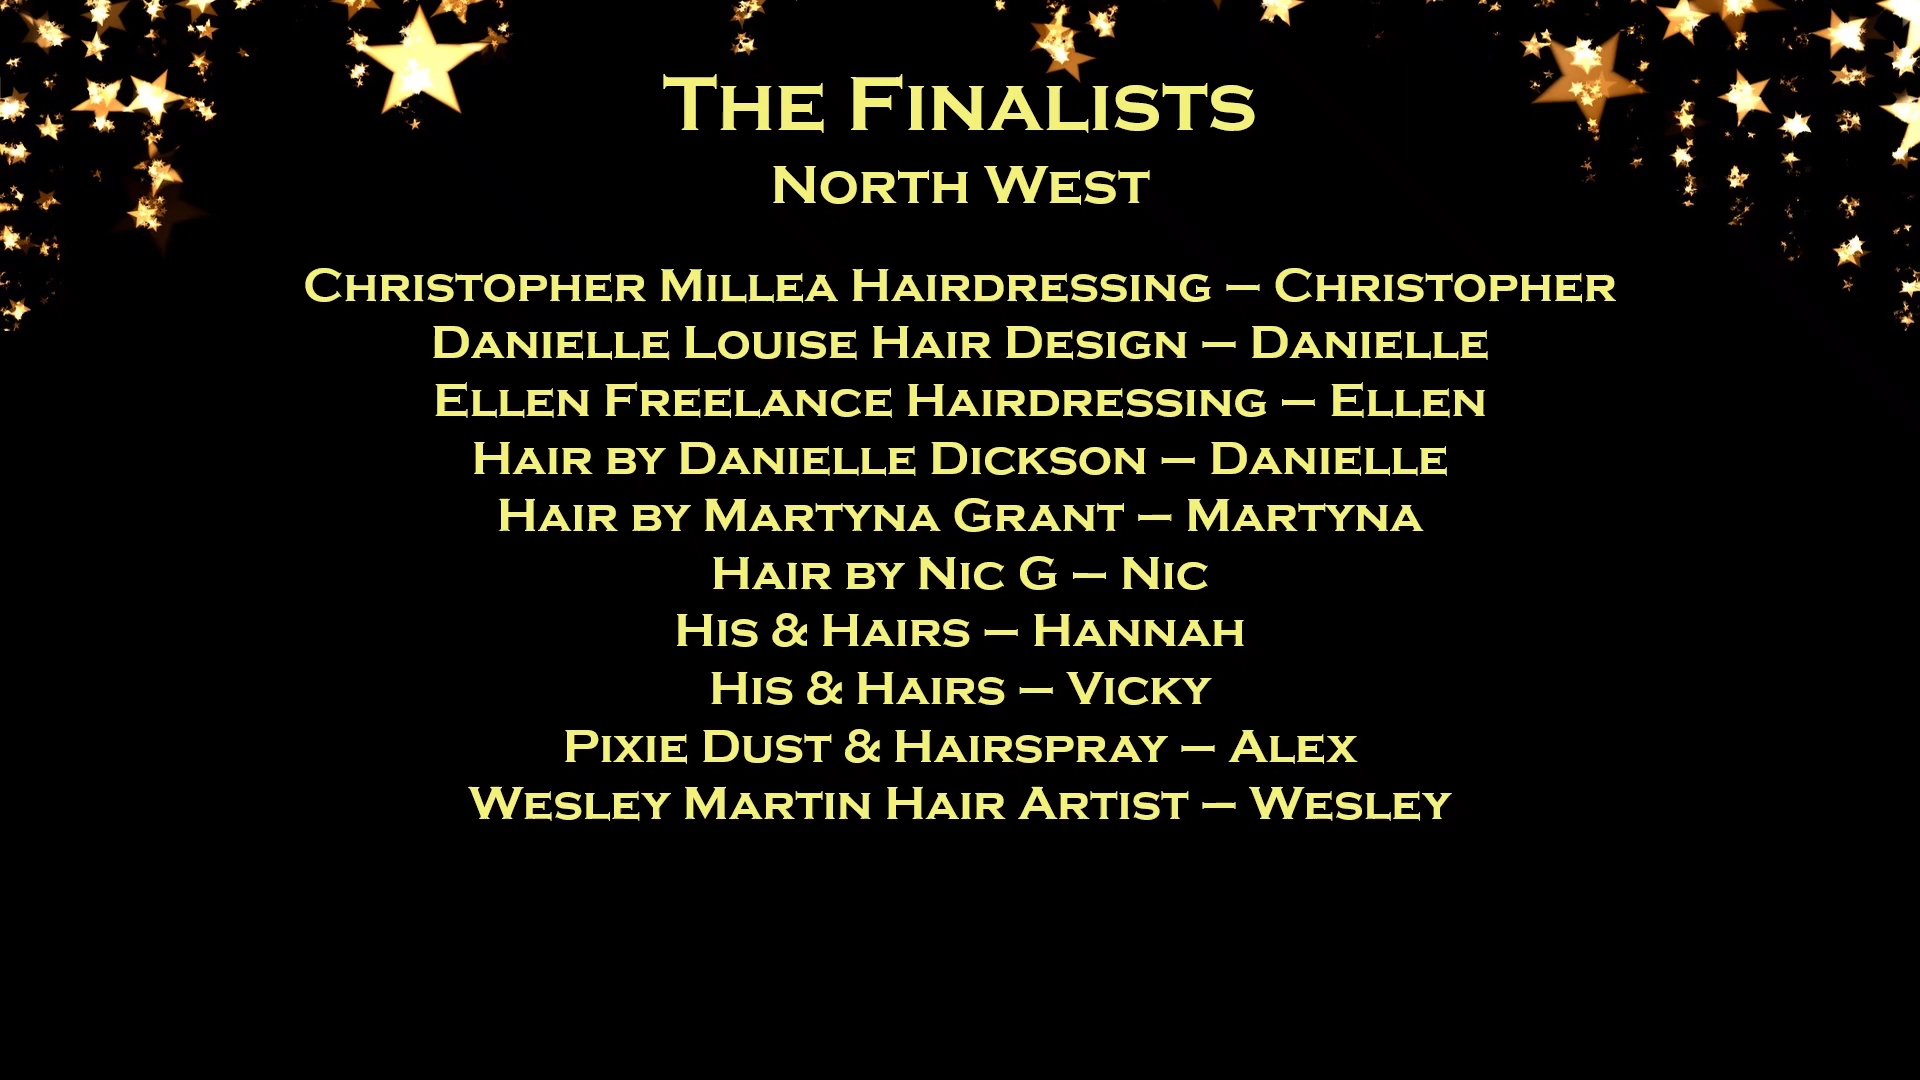 The Finalists
North West
Christopher Millea Hairdressing – Christopher
Danielle Louise Hair Design – Danielle
Ellen Freelance Hairdressing – Ellen
Hair by Danielle Dickson – Danielle
Hair by Martyna Grant – Martyna
Hair by Nic G – Nic
His & Hairs – Hannah
His & Hairs – Vicky
Pixie Dust & Hairspray – Alex
Wesley Martin Hair Artist – Wesley